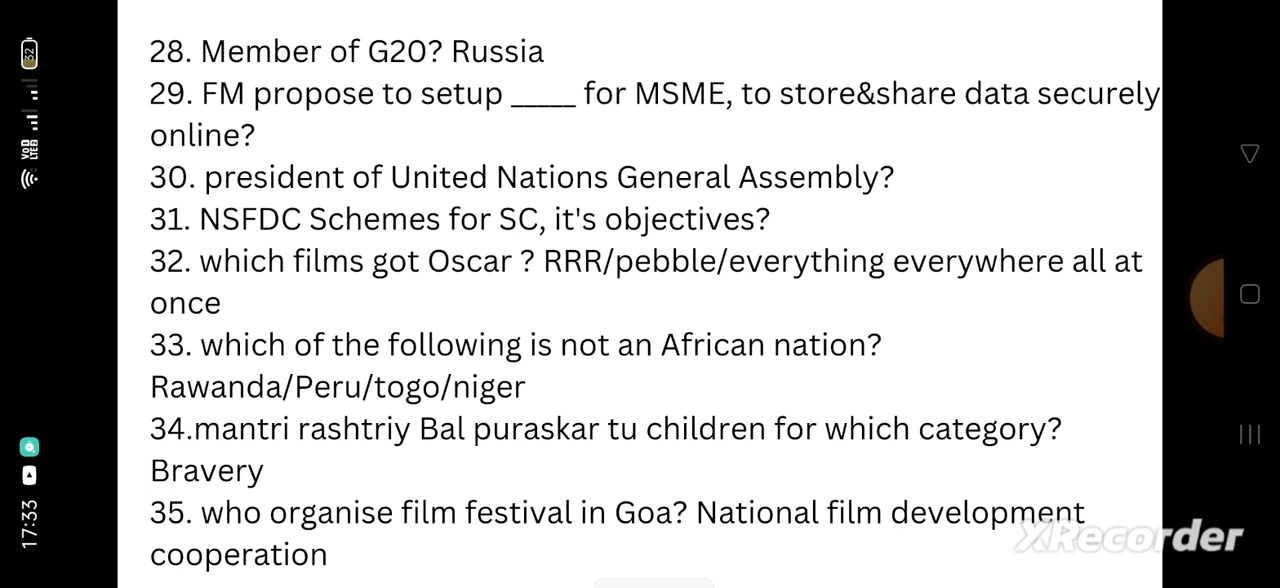 28. Member of G20? Russia
29. FM propose to setup _____ for MSME, to store&share data securely
online?
30. president of United Nations General Assembly?
31. NSFDC Schemes for SC, it's objectives?
32. which films got Oscar ? RRR/pebble/everything everywhere all at
once
33. which of the following is not an African nation?
Rawanda/Peru/togo/niger
34.mantri rashtriy Bal puraskar tu children for which category?
Bravery
35. who organise film festival in Goa? National film development
cooperation
XRecorder
17:33
32
VoD LTE2